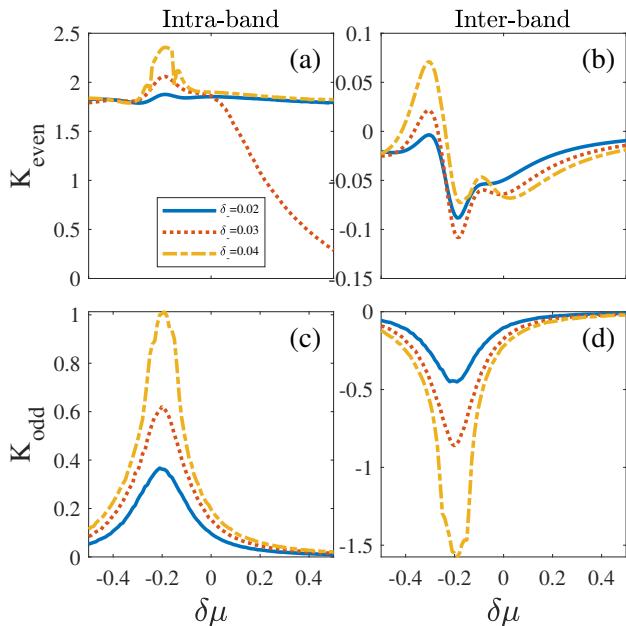 Intra-band
Inter-band
2.5
2
1.5
1
0.5
0
K_even
(a)
δ_=0.02
δ_=0.03
δ_=0.04
0.1
0.05
0
-0.05
-0.1
-0.15
(b)
1
0.8
0.6
0.4
0.2
0
K_odd
(c)
-0.4 -0.2 0 0.2 0.4
δμ
0
-0.5
-1
-1.5
(d)
-0.4 -0.2 0 0.2 0.4
δμ